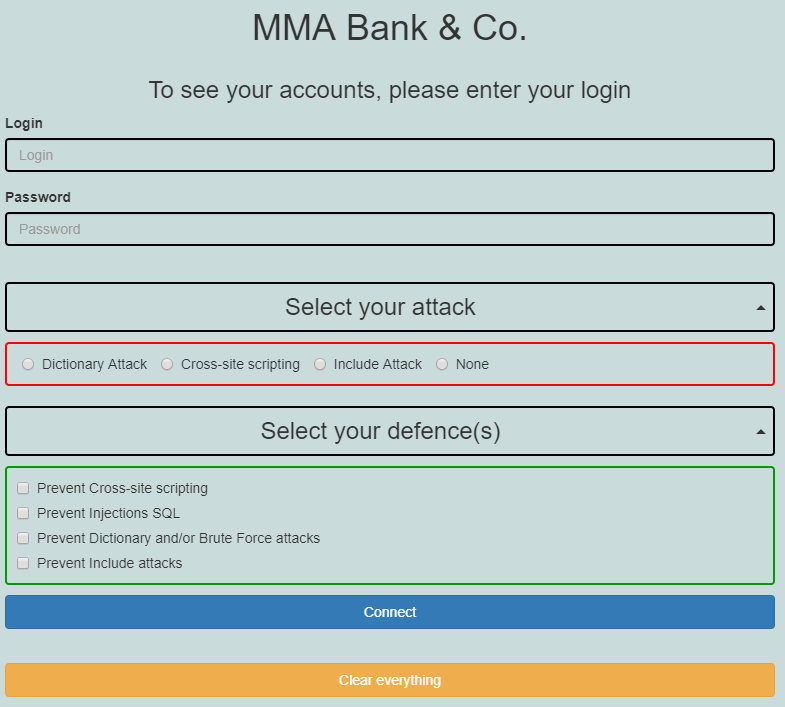 MMA Bank & Co.
To see your accounts, please enter your login
Login
Login
Password
Password
Select your attack
Dictionary Attack Cross-site scripting Include Attack None
Select your defence(s)
Prevent Cross-site scripting
Prevent Injections SQL
Prevent Dictionary and/or Brute Force attacks
Prevent Include attacks
Connect
Clear everything